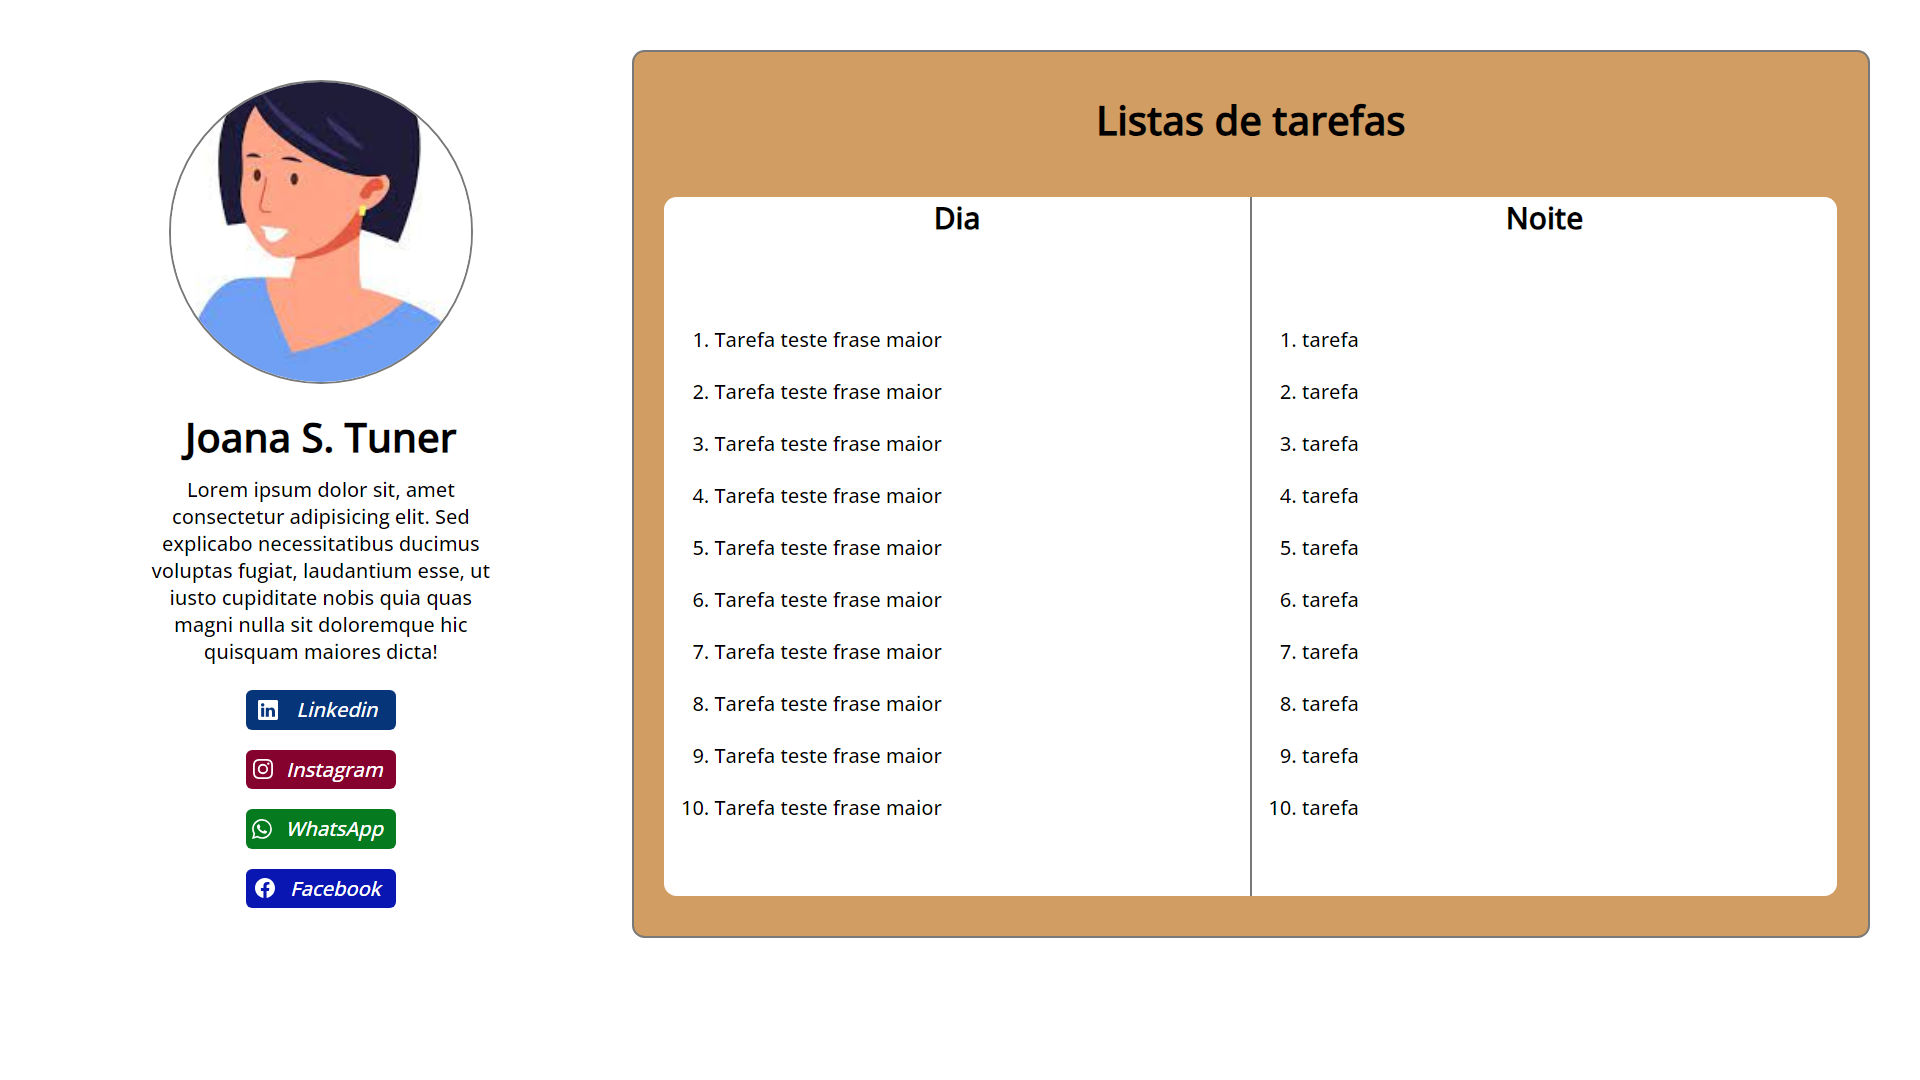 Joana S. Tuner
Lorem ipsum dolor sit, amet
consectetur adipisicing elit. Sed
explicabo necessitatibus ducimus
voluptas fugiat, laudantium esse, ut
iusto cupiditate nobis quia quas
magni nulla sit doloremque hic
quisquam maiores dicta!
Linkedin
Instagram
WhatsApp
Facebook
Listas de tarefas
Dia
1. Tarefa teste frase maior
2. Tarefa teste frase maior
3. Tarefa teste frase maior
4. Tarefa teste frase maior
5. Tarefa teste frase maior
6. Tarefa teste frase maior
7. Tarefa teste frase maior
8. Tarefa teste frase maior
9. Tarefa teste frase maior
10. Tarefa teste frase maior
Noite
1. tarefa
2. tarefa
3. tarefa
4. tarefa
5. tarefa
6. tarefa
7. tarefa
8. tarefa
9. tarefa
10. tarefa